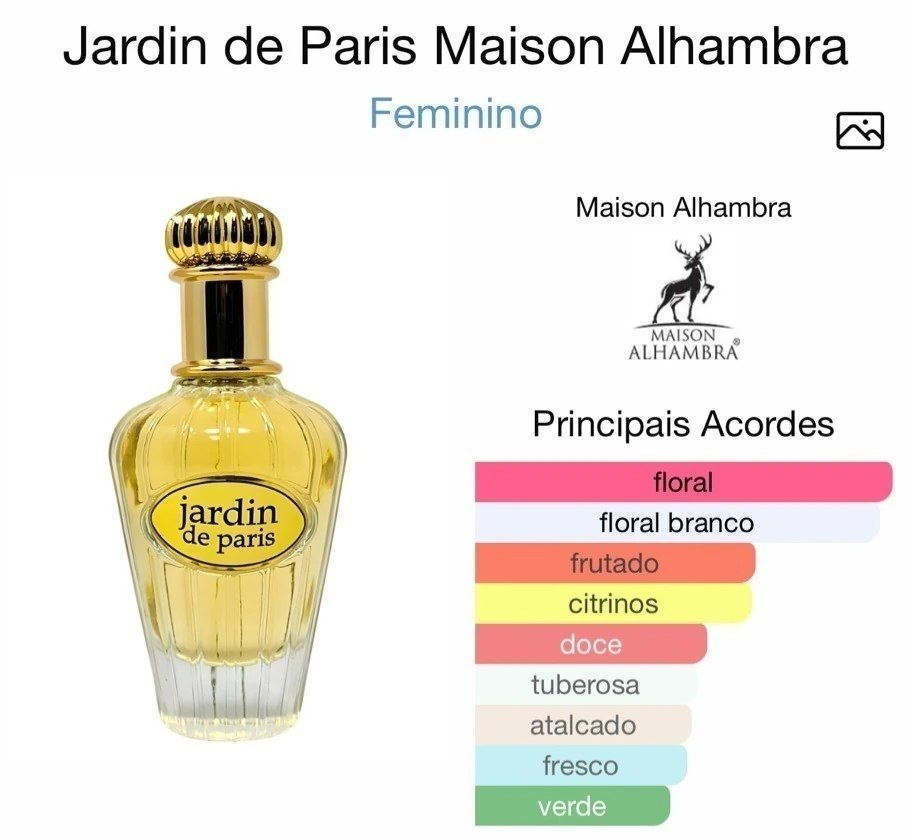 Jardin de Paris Maison Alhambra
Feminino
Maison Alhambra
MAISON
ALHAMBRA®
jardin
de paris
Principais Acordes
floral
floral branco
frutado
citrinos
doce
tuberosa
atalcado
fresco
verde